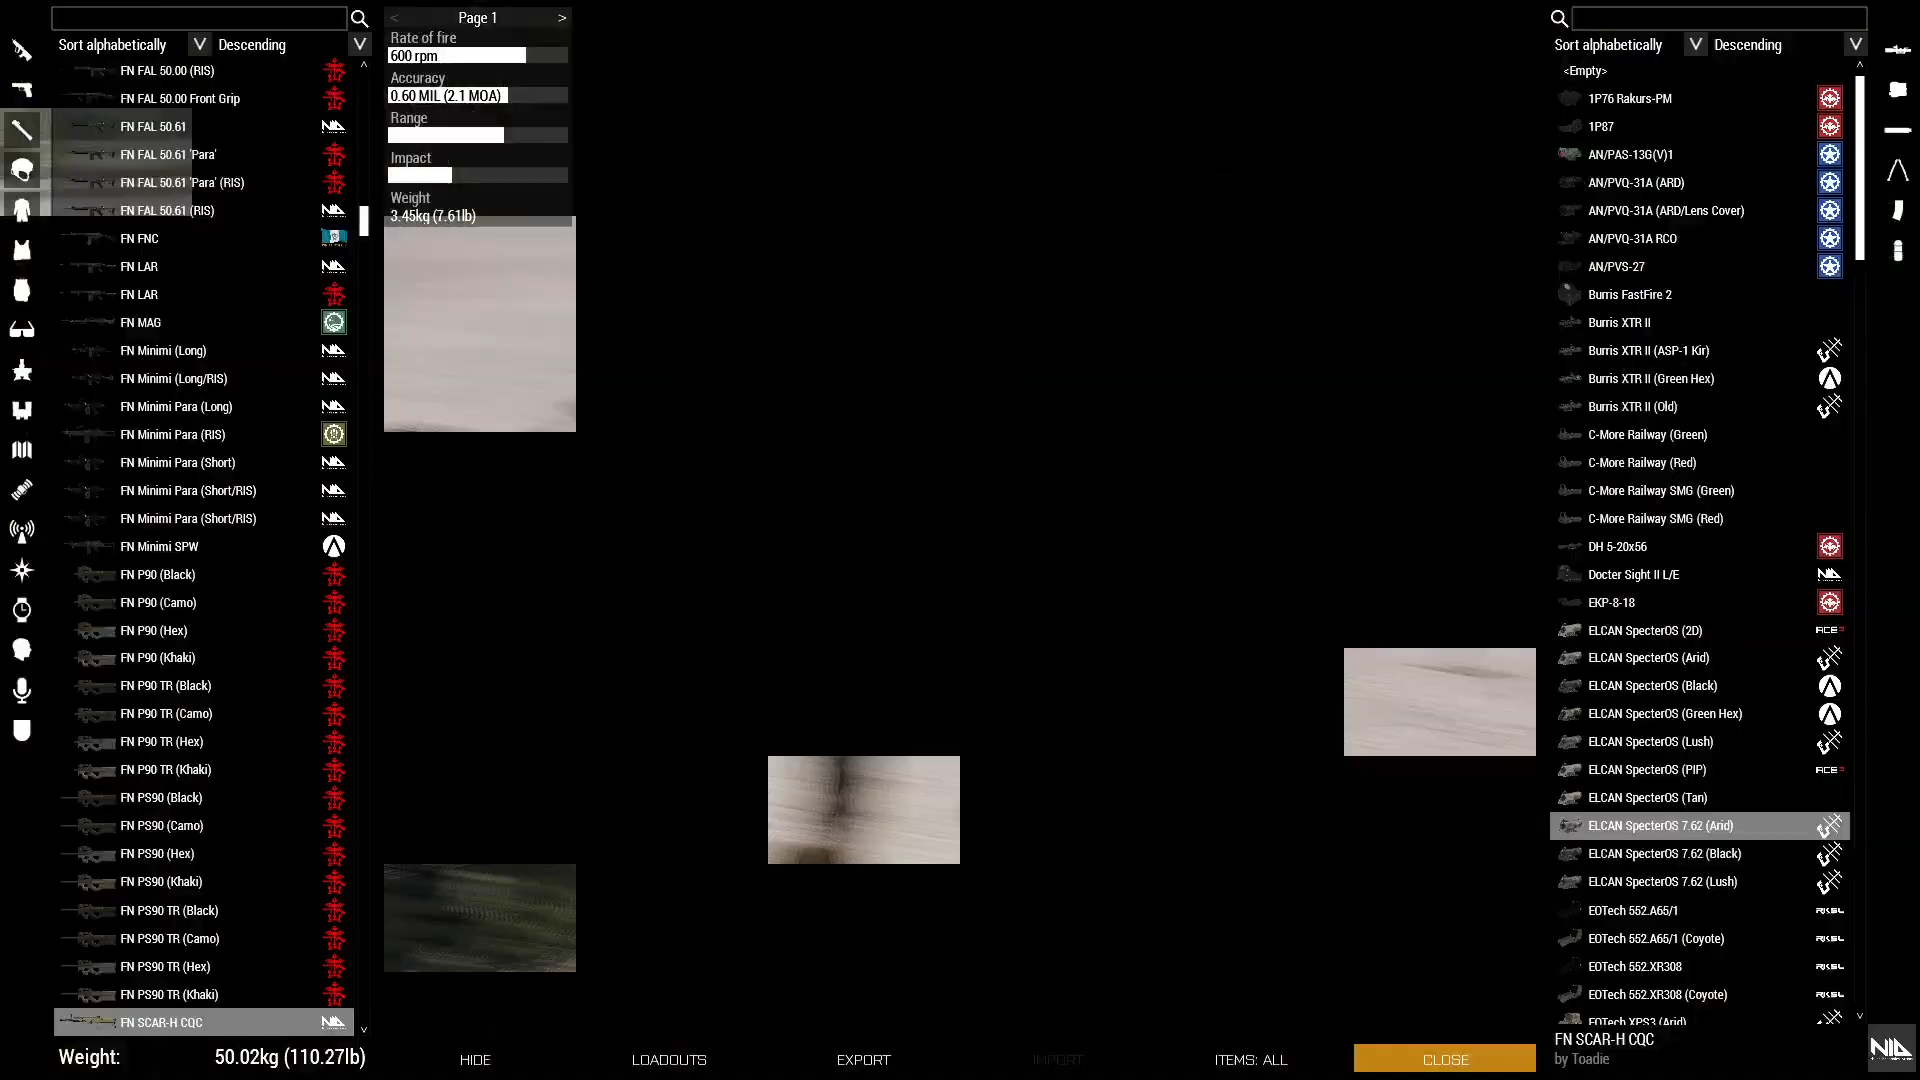 Sort alphabetically
V
Descending
V
FN FAL 50.00 (RIS)
FN FAL 50.00 Front Grip
FN FAL 50.61
FN FAL 50.61 'Para'
FN FAL 50.61 'Para' (RIS)
FN FAL 50.61 (RIS)
FN FNC
FN LAR
FN LAR
FN MAG
FN Minimi (Long)
FN Minimi (Long/RIS)
FN Minimi Para (Long)
FN Minimi Para (RIS)
FN Minimi Para (Short)
FN Minimi Para (Short/RIS)
FN Minimi Para (Short/RIS)
FN Minimi SPW
FN P90 (Black)
FN P90 (Camo)
FN P90 (Hex)
FN P90 (Khaki)
FN P90 TR (Black)
FN P90 TR (Camo)
FN P90 TR (Hex)
FN P90 TR (Khaki)
FN PS90 (Black)
FN PS90 (Camo)
FN PS90 (Hex)
FN PS90 (Khaki)
FN PS90 TR (Black)
FN PS90 TR (Camo)
FN PS90 TR (Hex)
FN PS90 TR (Khaki)
FN SCAR-H CQC
Weight: 50.02kg (110.27lb)
< Page 1 >
Rate of fire
600 rpm
Accuracy
0.60 MIL (2.1 MOA)
Range
Impact
Weight
3.45kg (7.61lb)
HIDE
LOADOUTS
EXPORT
IMPORT
ITEMS: ALL
CLOSE
Sort alphabetically
V
Descending
V
<Empty>
1P76 Rakurs-PM
1P87
AN/PAS-13G(V)1
AN/PVQ-31A (ARD)
AN/PVQ-31A (ARD/Lens Cover)
AN/PVQ-31A RCO
AN/PVS-27
Burris FastFire 2
Burris XTR II
Burris XTR II (ASP-1 Kir)
Burris XTR II (Green Hex)
Burris XTR II (Old)
C-More Railway (Green)
C-More Railway (Red)
C-More Railway SMG (Green)
C-More Railway SMG (Red)
DH 5-20x56
Docter Sight II L/E
EKP-8-18
ELCAN SpecterOS (2D)
ACE3
ELCAN SpecterOS (Arid)
ELCAN SpecterOS (Black)
ELCAN SpecterOS (Green Hex)
ELCAN SpecterOS (Lush)
ELCAN SpecterOS (PIP)
ACE3
ELCAN SpecterOS (Tan)
ELCAN SpecterOS 7.62 (Arid)
ELCAN SpecterOS 7.62 (Black)
ELCAN SpecterOS 7.62 (Lush)
EOTech 552.A65/1
RKSL
EOTech 552.A65/1 (Coyote)
RKSL
EOTech 552.XR308
RKSL
EOTech 552.XR308 (Coyote)
RKSL
EOTech XPS3 (Arid)
FN SCAR-H CQC
by Toadie